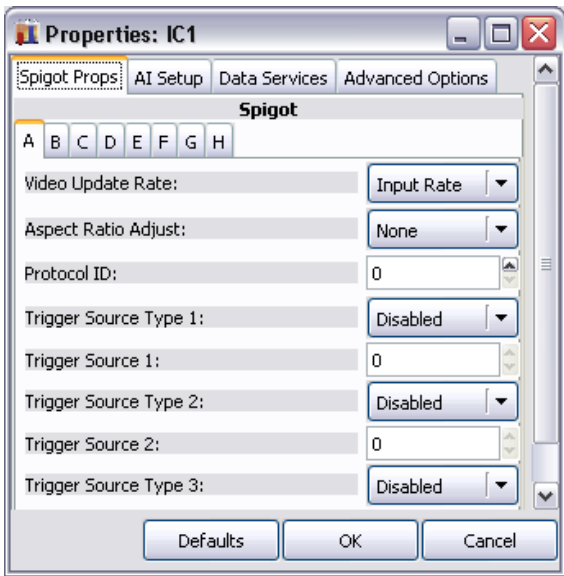 Properties: IC1
Spigot Props AI Setup Data Services Advanced Options
Spigot
A B C D E F G H
Video Update Rate: Input Rate
Aspect Ratio Adjust: None
Protocol ID: 0
Trigger Source Type 1: Disabled
Trigger Source 1: 0
Trigger Source Type 2: Disabled
Trigger Source 2: 0
Trigger Source Type 3: Disabled
Defaults OK Cancel